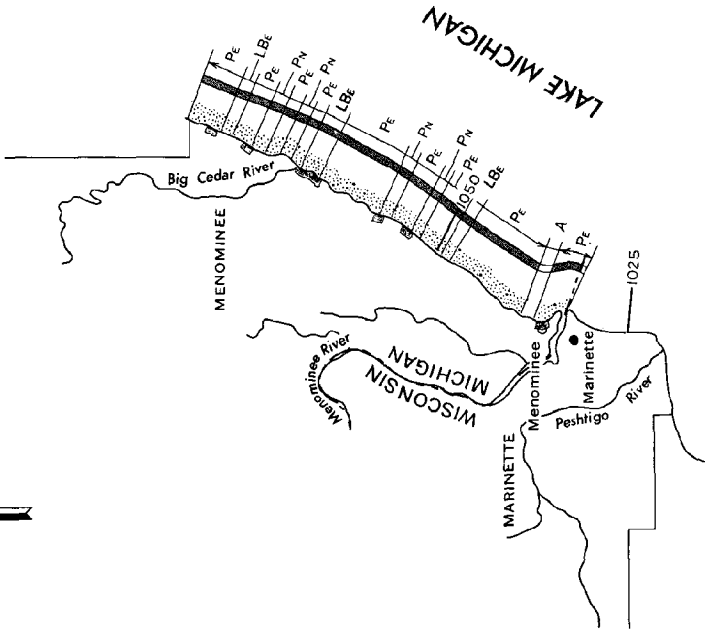 LAKE MICHIGAN
PE
LBE
PE
PN
PE
PN
PE
LBE
PE
PN
PE
PN
PE
1050
LBE
PE
A
PE
1025
Big Cedar River
MENOMINEE
Menominee River
MICHIGAN
WISCONSIN
Menominee
Marinette
MARINETTE
Peshtigo River